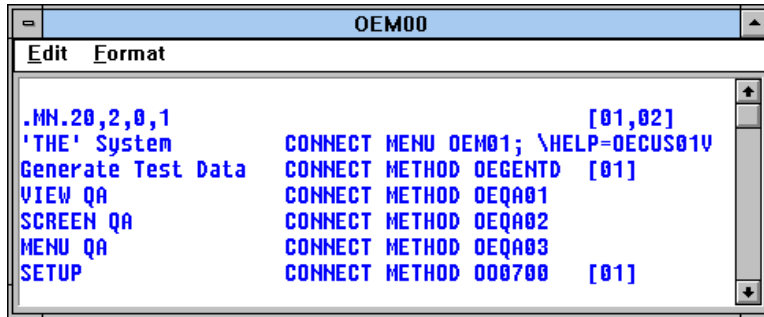 OEM00
Edit Format
.MN.20,2,0,1 [01,02]
'THE' System CONNECT MENU OEM01; \HELP=OECUS01V
Generate Test Data CONNECT METHOD OEGENTD [01]
VIEW QA CONNECT METHOD OEQA01
SCREEN QA CONNECT METHOD OEQA02
MENU QA CONNECT METHOD OEQA03
SETUP CONNECT METHOD OO0700 [01]